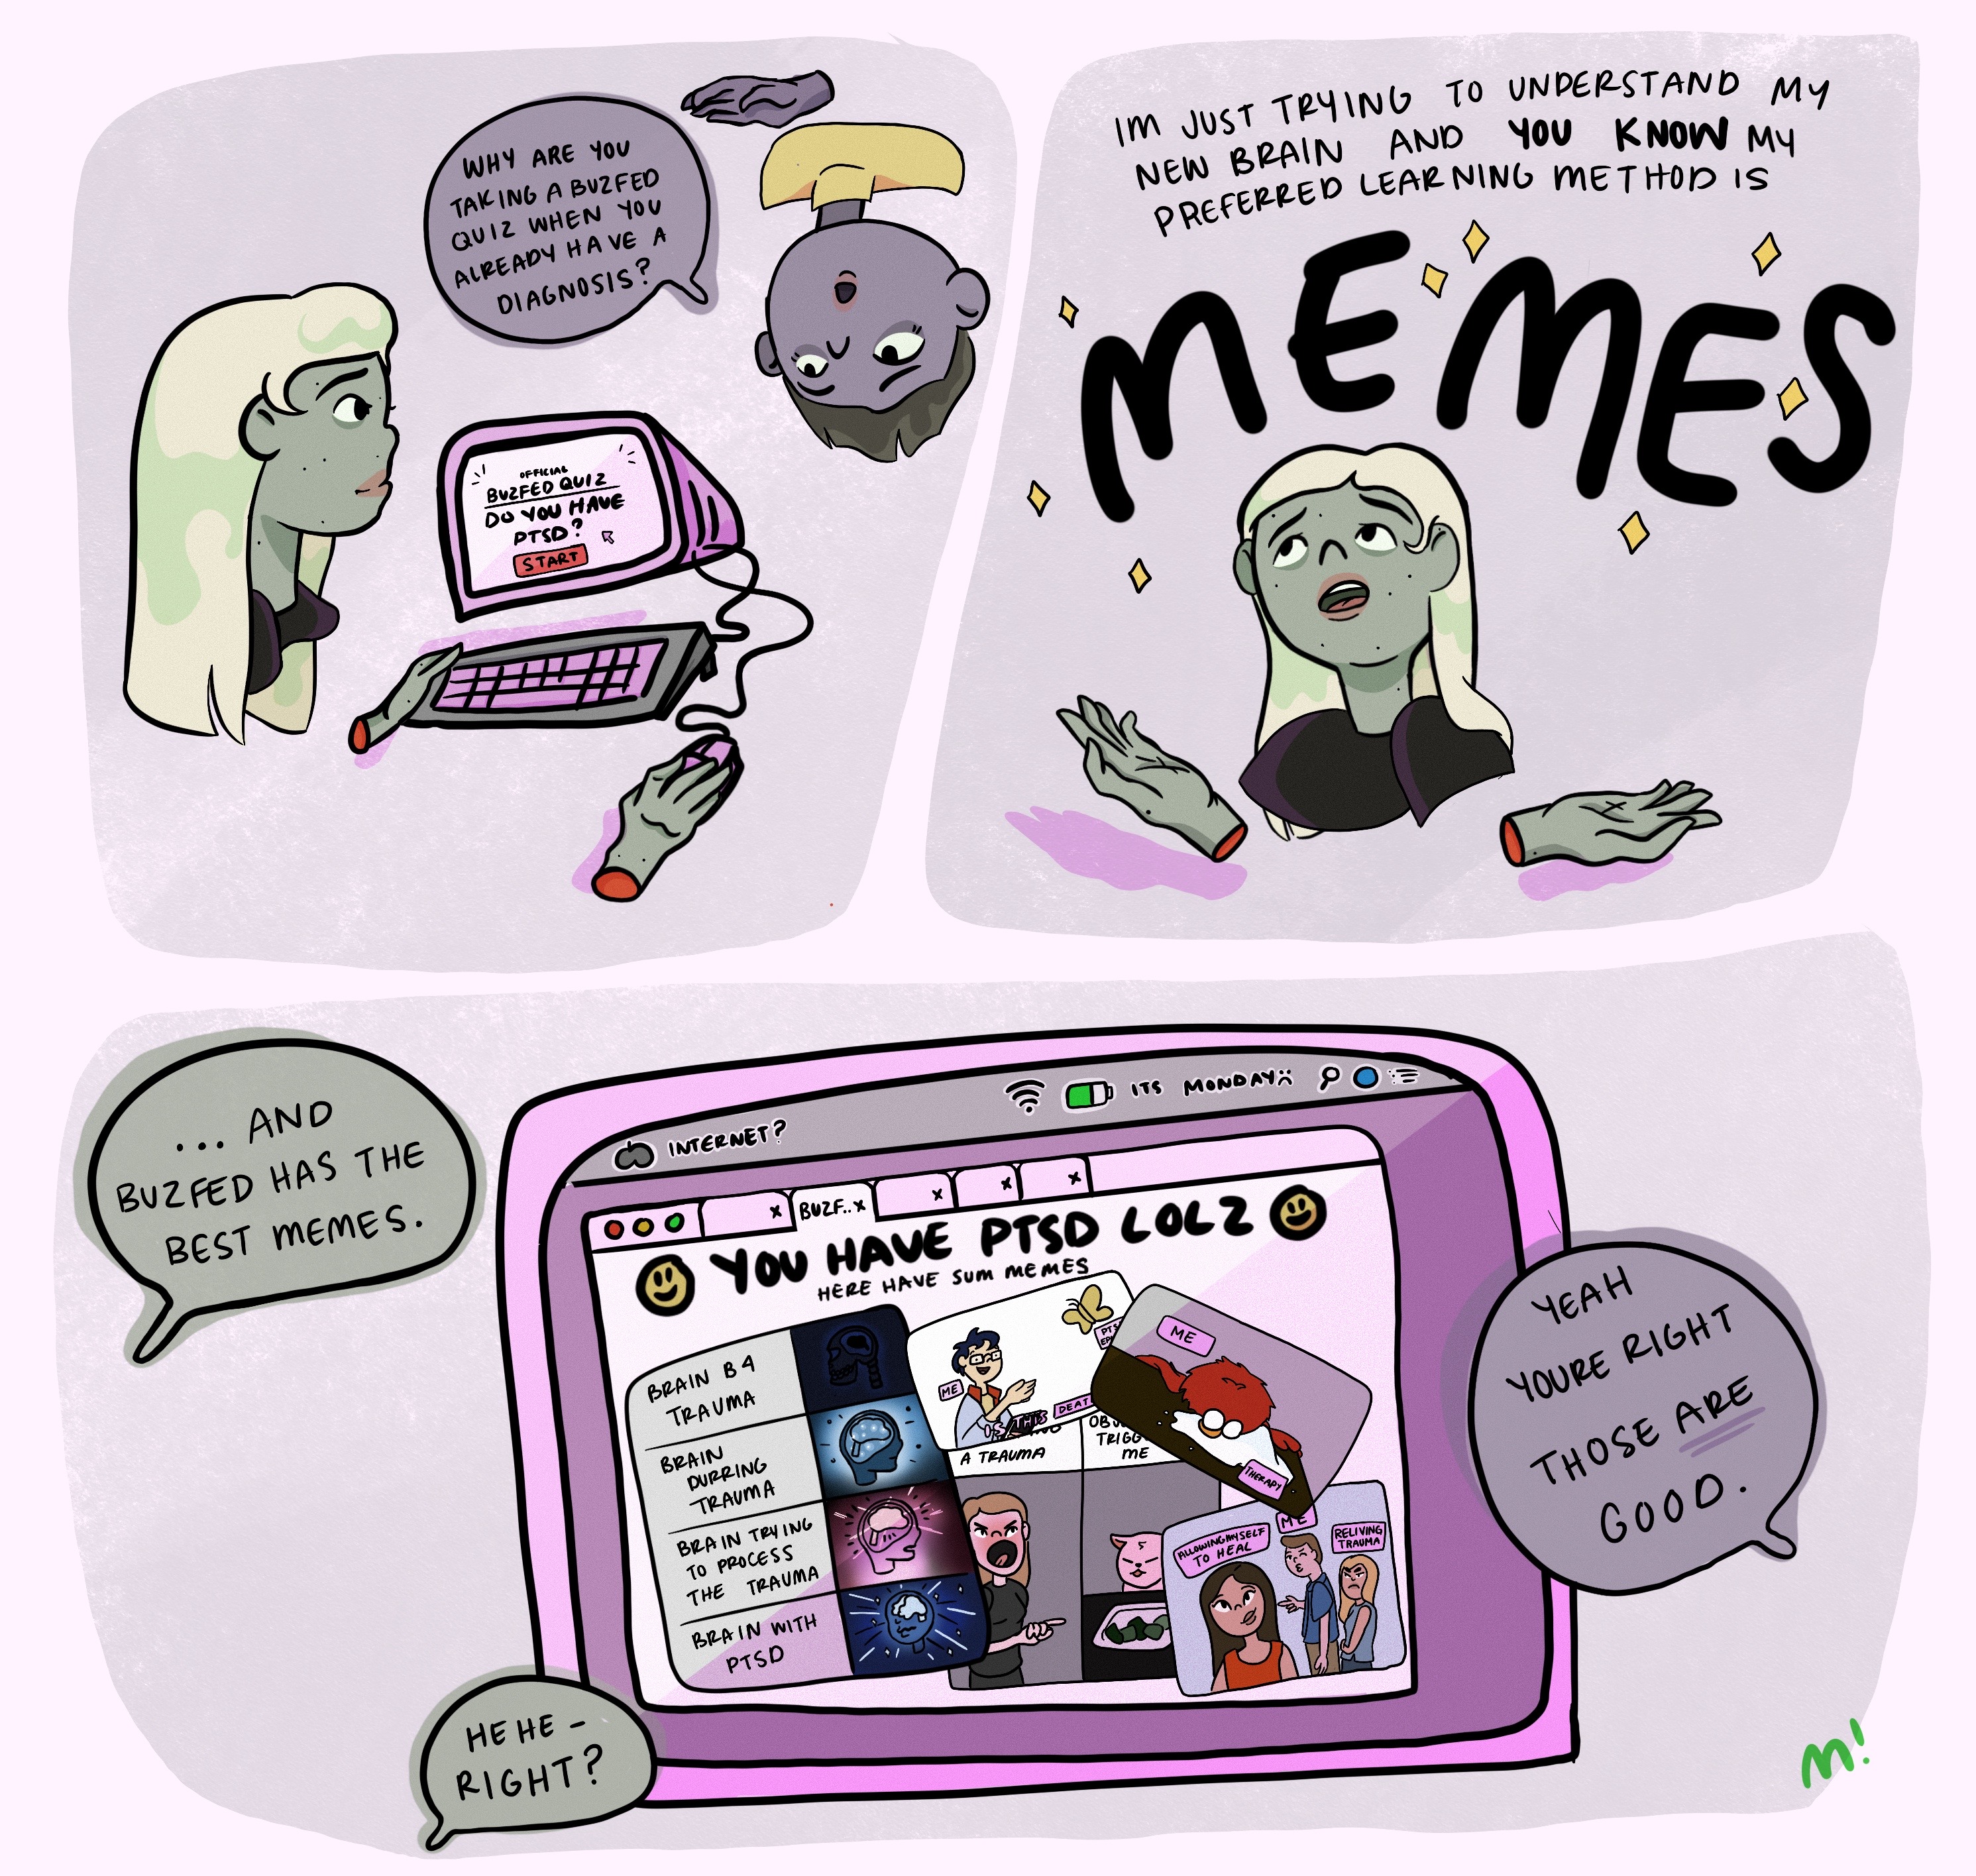 WHY ARE YOU
TAKING A BUZFED
QUIZ WHEN YOU
ALREADY HAVE A
DIAGNOSIS?
OFFICIAL
BUZFED QUIZ
DO YOU HAVE
PTSD?
START
IM JUST TRYING TO UNDERSTAND MY
NEW BRAIN AND YOU KNOW MY
PREFERRED LEARNING METHOD IS
MEMES
... AND
BUZFED HAS THE
BEST MEMES.
INTERNET?
ITS MONDAY
BUZF..x
YOU HAVE PTSD LOLZ
HERE HAVE SUM MEMES
BRAIN B4
TRAUMA
BRAIN
DURRING
TRAUMA
BRAIN TRYING
TO PROCESS
THE TRAUMA
BRAIN WITH
PTSD
ME
IS THIS
DEAT
A TRAUMA
TRIGG
ME
ME
THERAPY
ALLOWING MYSELF
TO HEAL
ME
RELIVING
TRAUMA
YEAH
YOURE RIGHT
THOSE ARE
GOOD.
HEHE -
RIGHT?
M!